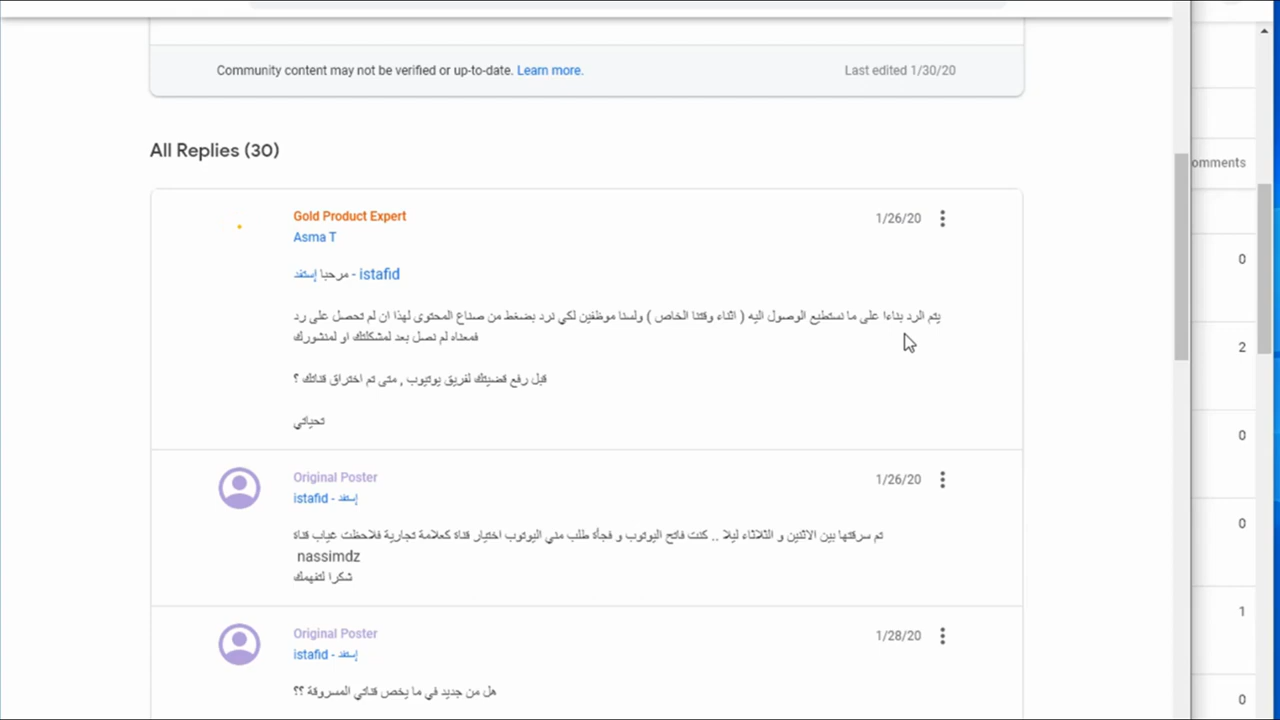 Community content may not be verified or up-to-date. Learn more.
Last edited 1/30/20
All Replies (30)
Gold Product Expert
1/26/20
Asma T
istafid - مرحبا إستفد
يتم الرد بناءا على ما نستطيع الوصول اليه ( اثناء وقتنا الخاص ) ولسنا موظفين لكي نرد بضغط من صناع المحتوى لهذا ان لم تحصل على رد
فمعناه لم نصل بعد لمشكلتك او لمنشورك
قبل رفع قضيتك لفريق يوتيوب , متى تم اختراق قناتك ؟
تحياتي
Original Poster
1/26/20
istafid - إستفد
تم سرقتها بين الاثنين و الثلاثاء ليلا .. كنت فاتح اليوتوب و فجأة طلب مني اليوتوب اختيار قناة كعلامة تجارية فلاحظت غياب قناة
nassimdz
شكرا لتفهمك
Original Poster
1/28/20
istafid - إستفد
هل من جديد في ما يخص قناتي المسروقة ؟؟
omments
0
2
0
0
1
0